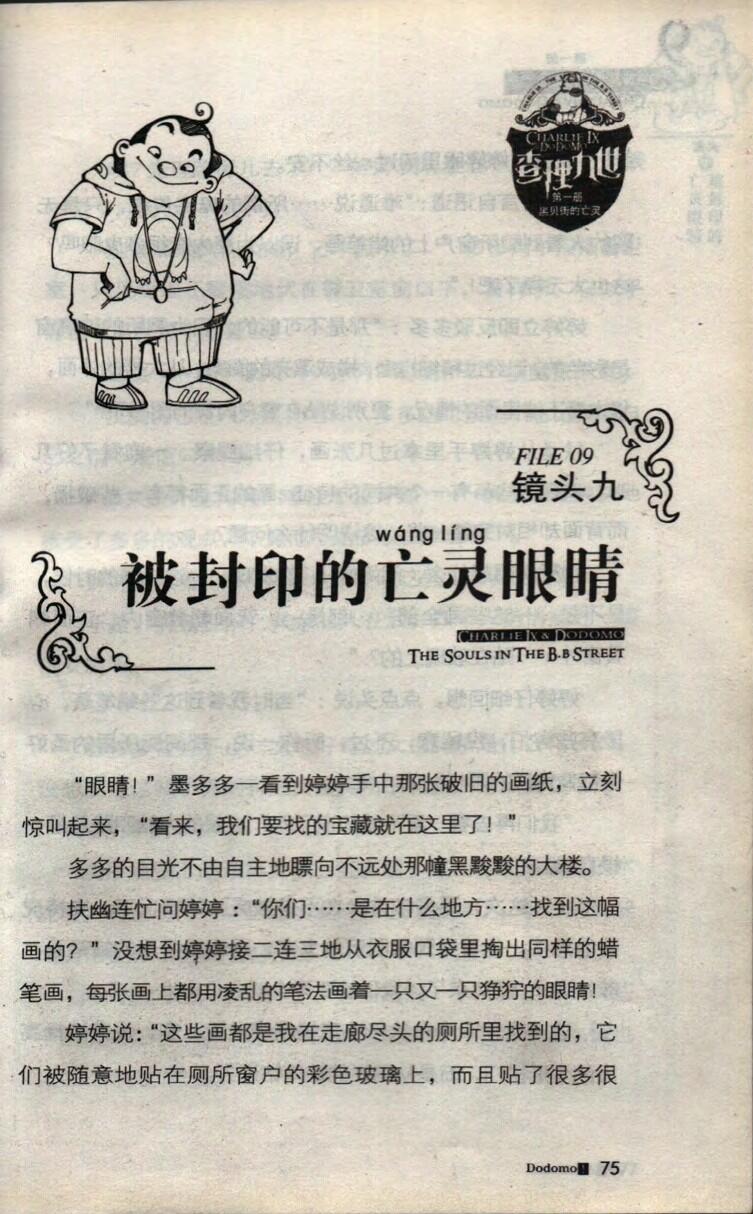 CHARLIE IX
DODOMO
查理九世
第一册
黑贝街的亡灵
FILE 09
镜头九
wáng líng
被封印的亡灵眼睛
CHARLIE IX & DODOMO
THE SOULS IN THE B.B STREET
“眼睛！”墨多多一看到婷婷手中那张破旧的画纸，立刻
惊叫起来，“看来，我们要找的宝藏就在这里了！”
多多的目光不由自主地瞟向不远处那幢黑黢黢的大楼。
扶幽连忙问婷婷：“你们……是在什么地方……找到这幅
画的？”没想到婷婷接二连三地从衣服口袋里掏出同样的蜡
笔画，每张画上都用凌乱的笔法画着一只又一只狰狞的眼睛！
婷婷说：“这些画都是我在走廊尽头的厕所里找到的，它
们被随意地贴在厕所窗户的彩色玻璃上，而且贴了很多很
Dodomo 1 75